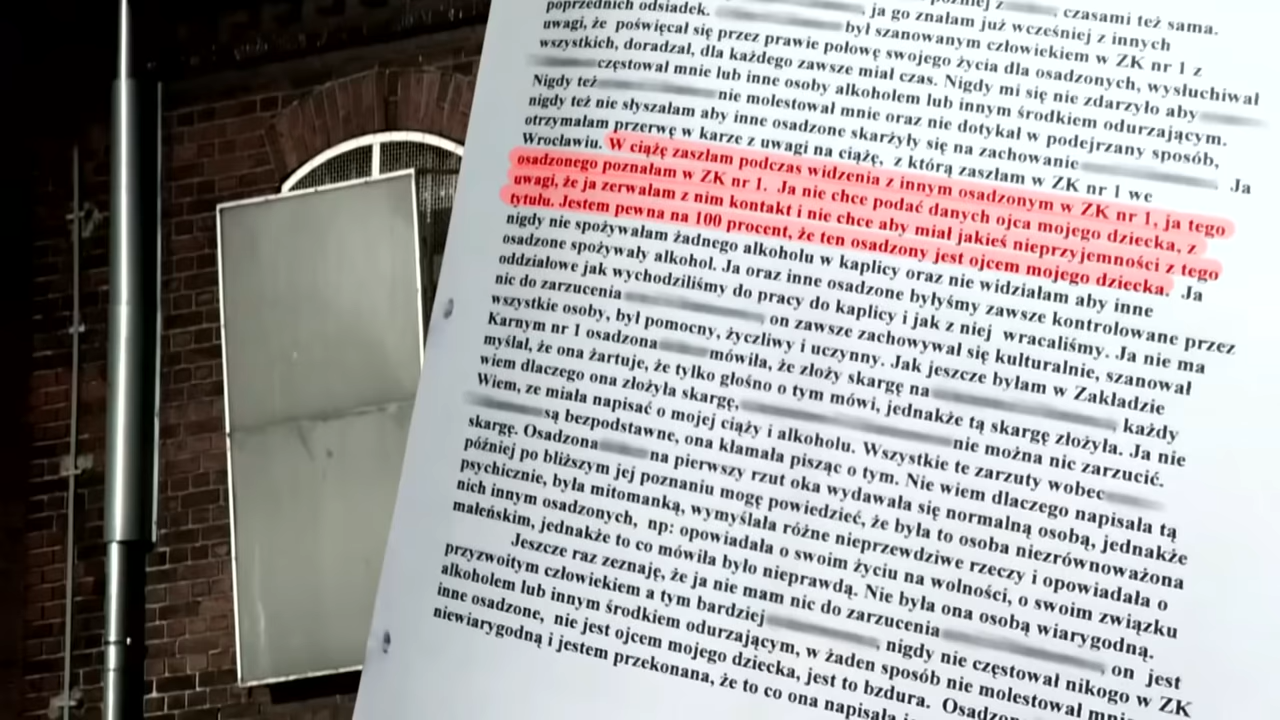 później z , czasami też sama.
, ja go znałam już wcześniej z innych
poprzednich odsiadek. był szanowanym człowiekiem w ZK nr 1 z
uwagi, że poświęcał się przez prawie połowę swojego życia dla osadzonych, wysłuchiwał
wszystkich, doradzał, dla każdego zawsze miał czas. Nigdy mi się nie zdarzyło aby
częstował mnie lub inne osoby alkoholem lub innym środkiem odurzającym.
Nigdy też nie molestował mnie oraz nie dotykał w podejrzany sposób,
nigdy też nie słyszałam aby inne osadzone skarżyły się na zachowanie . Ja
otrzymałam przerwę w karze z uwagi na ciążę, z którą zaszłam w ZK nr 1 we
Wrocławiu. W ciążę zaszłam podczas widzenia z innym osadzonym w ZK nr 1, ja tego
osadzonego poznałam w ZK nr 1. Ja nie chce podać danych ojca mojego dziecka, z
uwagi, że ja zerwałam z nim kontakt i nie chce aby miał jakieś nieprzyjemności z tego
tytułu. Jestem pewna na 100 procent, że ten osadzony jest ojcem mojego dziecka. Ja
nigdy nie spożywałam żadnego alkoholu w kaplicy oraz nie widziałam aby inne
osadzone spożywały alkohol. Ja oraz inne osadzone byłyśmy zawsze kontrolowane przez
oddziałowe jak wychodziliśmy do pracy do kaplicy i jak z niej wracaliśmy. Ja nie ma
nic do zarzucenia , on zawsze zachowywał się kulturalnie, szanował
wszystkie osoby, był pomocny, życzliwy i uczynny. Jak jeszcze byłam w Zakładzie
Karnym nr 1 osadzona mówiła, że złoży skargę na , każdy
myślał, że ona żartuje, że tylko głośno o tym mówi, jednakże tą skargę złożyła. Ja nie
wiem dlaczego ona złożyła skargę, nie można nic zarzucić.
Wiem, ze miała napisać o mojej ciąży i alkoholu. Wszystkie te zarzuty wobec
są bezpodstawne, ona kłamała pisząc o tym. Nie wiem dlaczego napisała tą
skargę. Osadzona na pierwszy rzut oka wydawała się normalną osobą, jednakże
później po bliższym jej poznaniu mogę powiedzieć, że była to osoba niezrównoważona
psychicznie, była mitomanką, wymyślała różne nieprzewdziwe rzeczy i opowiadała o
nich innym osadzonych, np: opowiadała o swoim życiu na wolności, o swoim związku
małeńskim, jednakże to co mówiła było nieprawdą. Nie była ona osobą wiarygodną.
Jeszcze raz zeznaję, że ja nie mam nic do zarzucenia , on jest
przyzwoitym człowiekiem a tym bardziej , nigdy nie częstował nikogo w ZK
alkoholem lub innym środkiem odurzającym, w żaden sposób nie molestował
inne osadzone, nie jest ojcem mojego dziecka, jest to bzdura.
niewiarygodną i jestem przekonana, że to co ona napisała